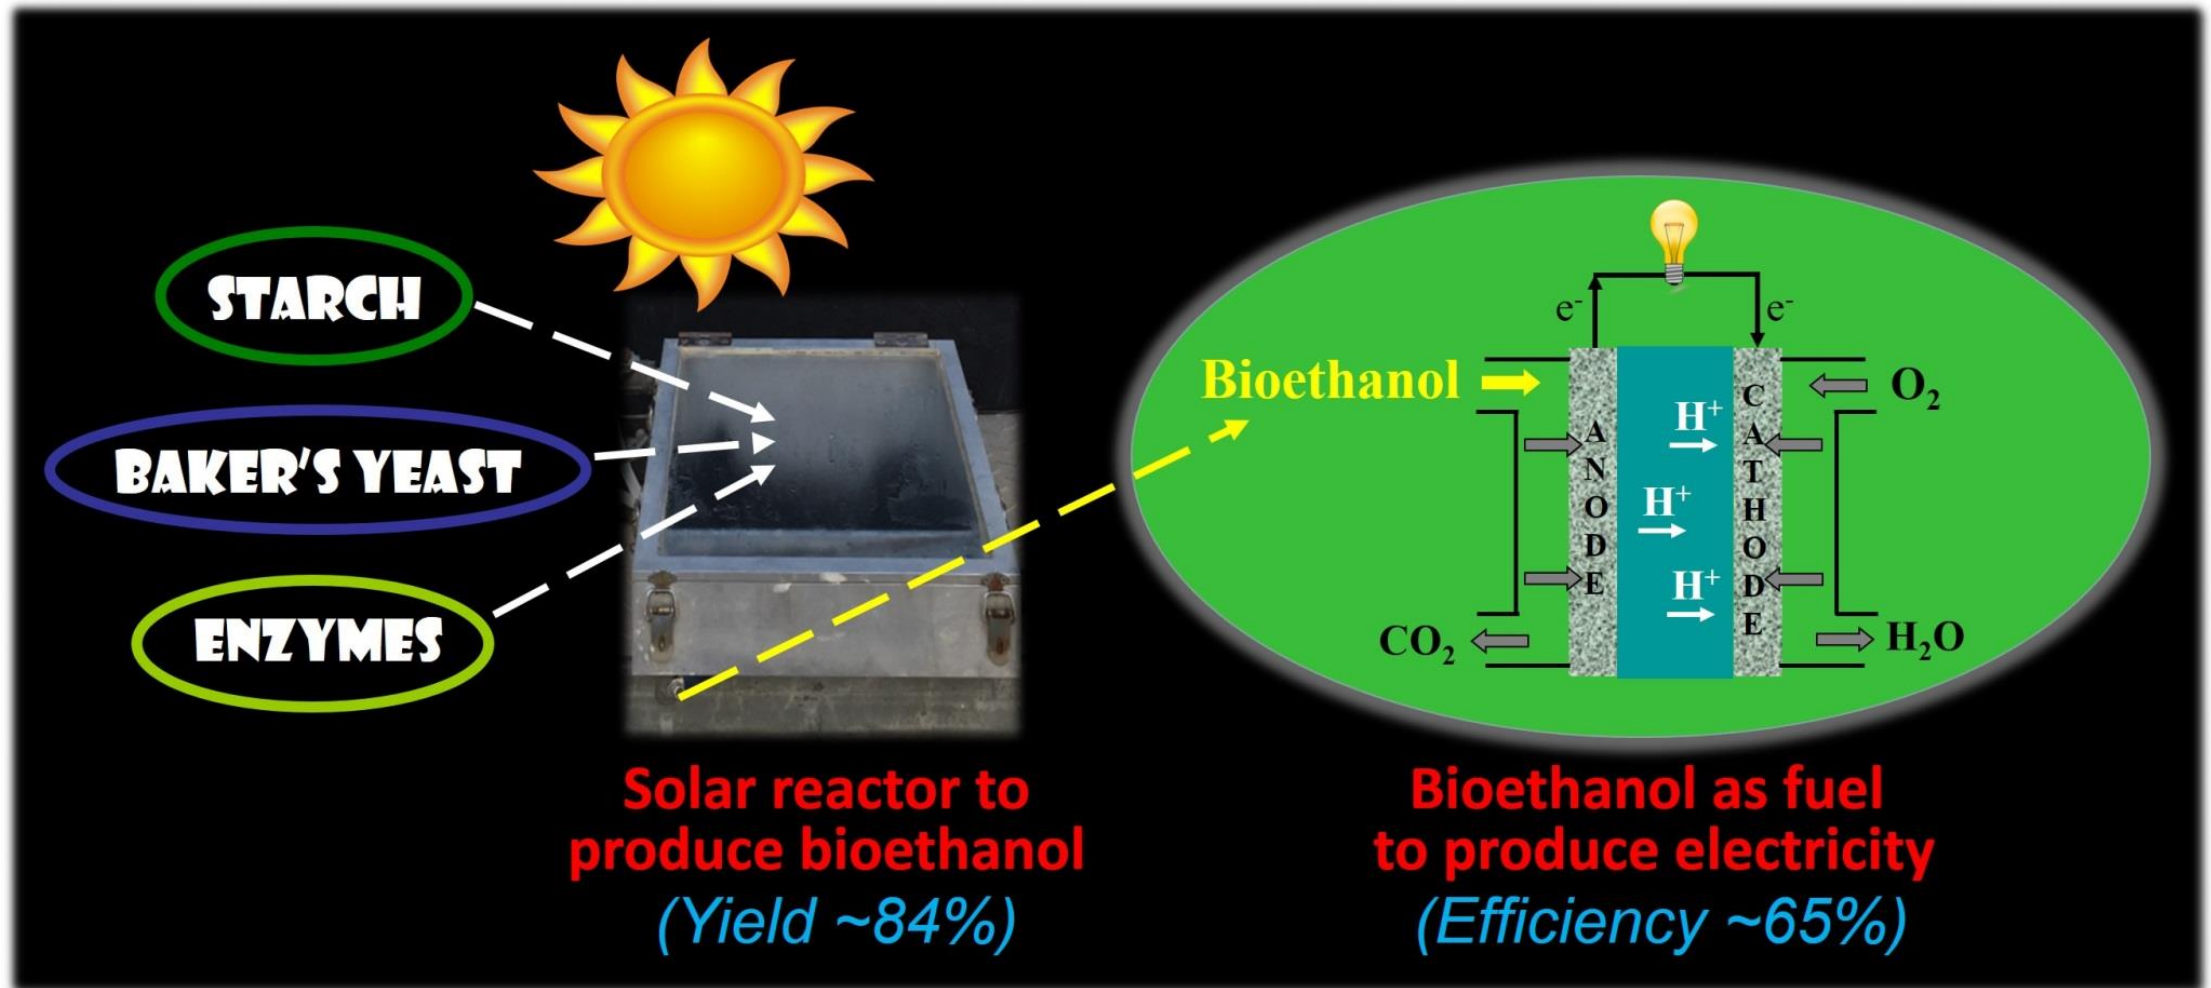 STARCH
BAKER'S YEAST
ENZYMES
Solar reactor to
produce bioethanol
(Yield ~84%)
e⁻ e⁻
Bioethanol
O₂
ANODE
H⁺
H⁺
H⁺
CATHODE
CO₂
H₂O
Bioethanol as fuel
to produce electricity
(Efficiency ~65%)